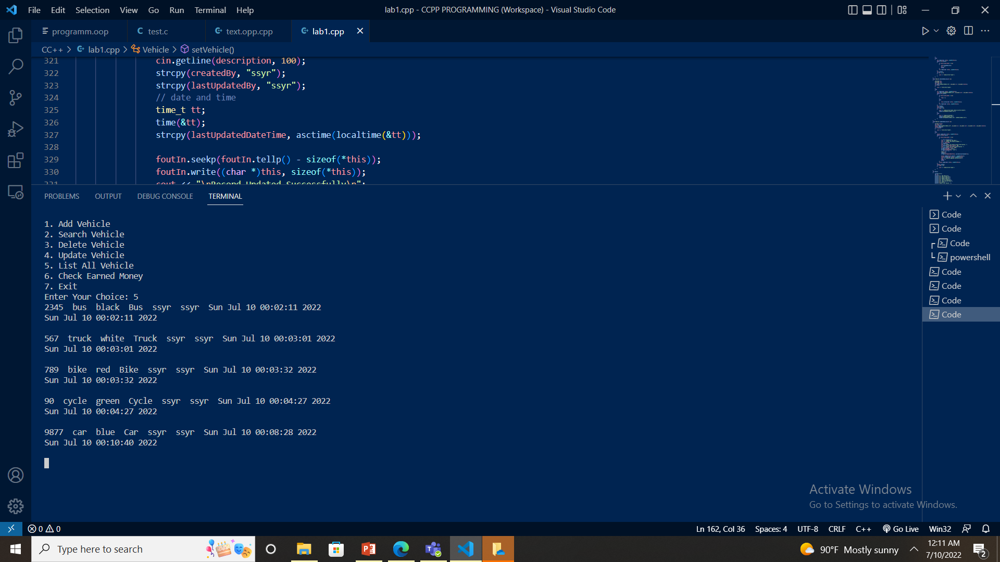 File Edit Selection View Go Run Terminal Help
lab1.cpp - CCPP PROGRAMMING (Workspace) - Visual Studio Code
programm.oop
test.c
text.opp.cpp
lab1.cpp
CC++ > lab1.cpp > Vehicle > setVehicle()
321 cin.getline(description, 100);
322 strcpy(createdBy, "ssyr");
323 strcpy(lastUpdatedBy, "ssyr");
324 // date and time
325 time_t tt;
326 time(&tt);
327 strcpy(lastUpdatedDateTime, asctime(localtime(&tt)));
328
329 foutIn.seekp(foutIn.tellp() - sizeof(*this));
330 foutIn.write((char *)this, sizeof(*this));
331 cout << "\nRecord Updated Successfully\n";
PROBLEMS OUTPUT DEBUG CONSOLE TERMINAL
1. Add Vehicle
2. Search Vehicle
3. Delete Vehicle
4. Update Vehicle
5. List All Vehicle
6. Check Earned Money
7. Exit
Enter Your Choice: 5
2345 bus black Bus ssyr ssyr Sun Jul 10 00:02:11 2022
Sun Jul 10 00:02:11 2022
567 truck white Truck ssyr ssyr Sun Jul 10 00:03:01 2022
Sun Jul 10 00:03:01 2022
789 bike red Bike ssyr ssyr Sun Jul 10 00:03:32 2022
Sun Jul 10 00:03:32 2022
90 cycle green Cycle ssyr ssyr Sun Jul 10 00:04:27 2022
Sun Jul 10 00:04:27 2022
9877 car blue Car ssyr ssyr Sun Jul 10 00:08:28 2022
Sun Jul 10 00:10:40 2022
Code
Code
Code
powershell
Code
Code
Code
Code
Activate Windows
Go to Settings to activate Windows.
0 0
Ln 162, Col 36 Spaces: 4 UTF-8 CRLF C++ Go Live Win32
Type here to search
90°F Mostly sunny
12:11 AM
7/10/2022
2